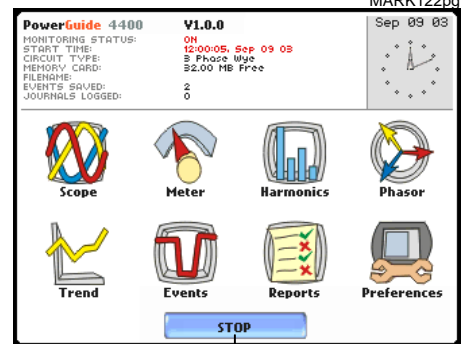 MARK122pg
PowerGuide 4400 V1.0.0 Sep 09 03
MONITORING STATUS: ON
START TIME: 12:00:05, Sep 09 03
CIRCUIT TYPE: 3 Phase Wye
MEMORY CARD: 32.00 MB Free
FILENAME:
EVENTS SAVED: 2
JOURNALS LOGGED: 0
Scope Meter Harmonics Phasor
Trend Events Reports Preferences
STOP